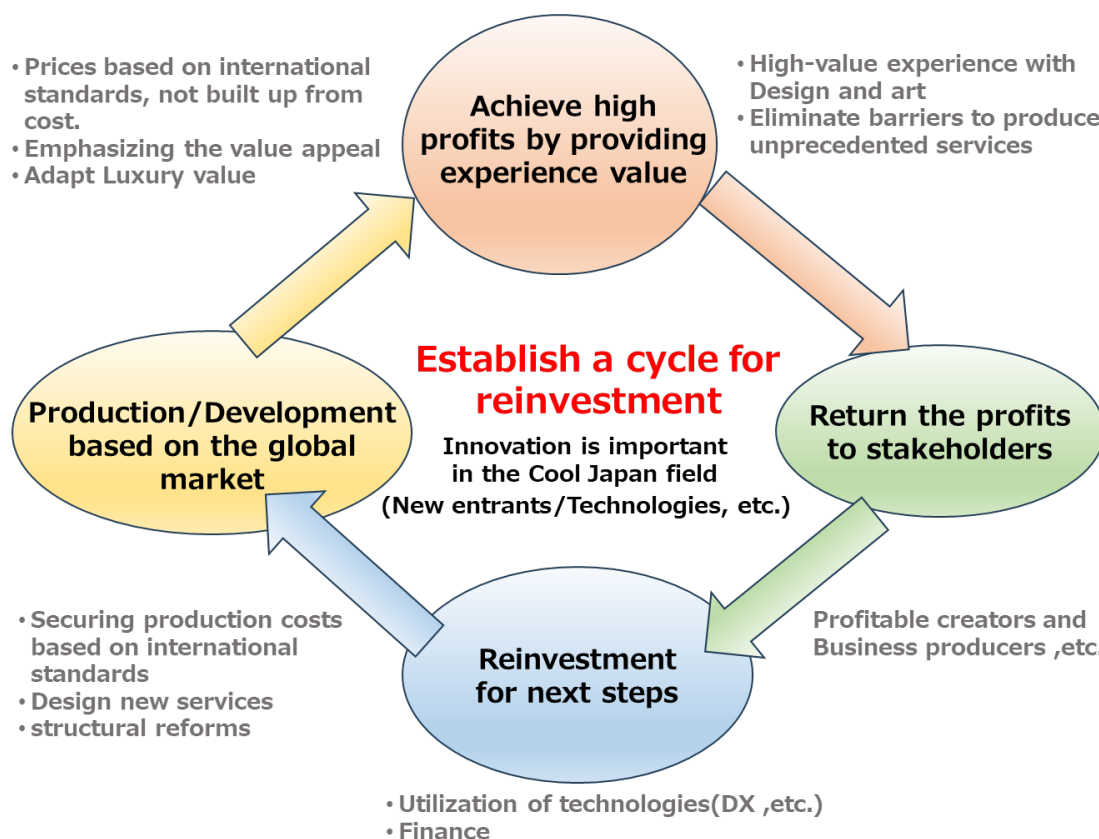 • Prices based on international
standards, not built up from
cost.
• Emphasizing the value appeal
• Adapt Luxury value
Achieve high
profits by providing
experience value
• High-value experience with
Design and art
• Eliminate barriers to produce
unprecedented services
Establish a cycle for
reinvestment
Innovation is important
in the Cool Japan field
(New entrants/Technologies, etc.)
Production/Development
based on the global
market
Return the profits
to stakeholders
• Securing production costs
based on international
standards
• Design new services
• structural reforms
Reinvestment
for next steps
Profitable creators and
Business producers ,etc.
• Utilization of technologies(DX ,etc.)
• Finance